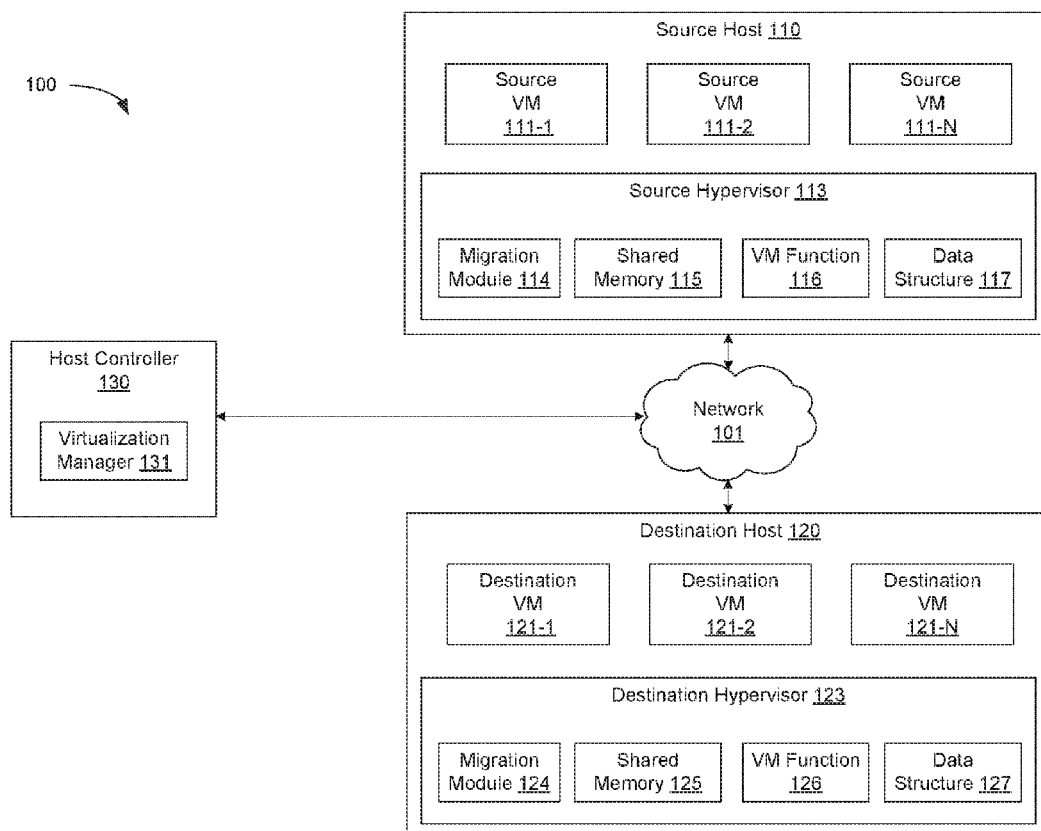 100
Source Host 110
Source
VM
111-1
Source
VM
111-2
Source
VM
111-N
Source Hypervisor 113
Migration
Module 114
Shared
Memory 115
VM Function
116
Data
Structure 117
Host Controller
130
Virtualization
Manager 131
Network
101
Destination Host 120
Destination
VM
121-1
Destination
VM
121-2
Destination
VM
121-N
Destination Hypervisor 123
Migration
Module 124
Shared
Memory 125
VM Function
126
Data
Structure 127